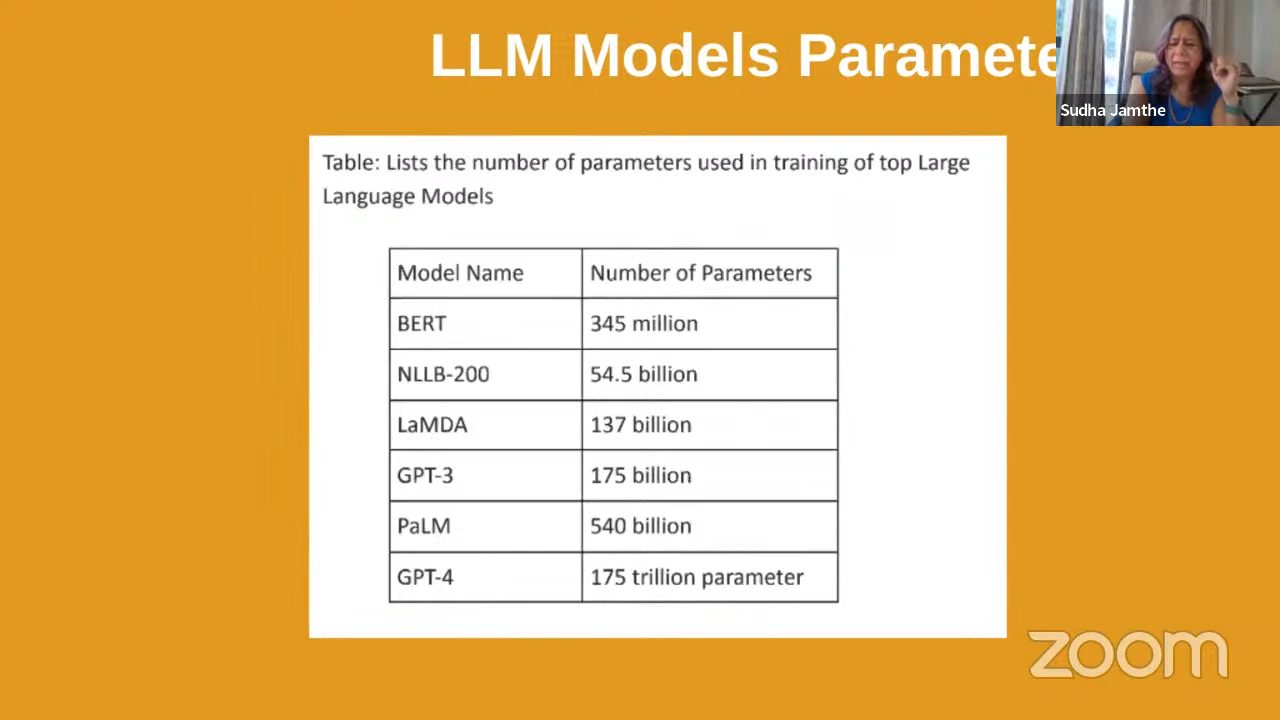 LLM Models Paramete
Sudha Jamthe
Table: Lists the number of parameters used in training of top Large
Language Models
Model Name Number of Parameters
BERT 345 million
NLLB-200 54.5 billion
LaMDA 137 billion
GPT-3 175 billion
PaLM 540 billion
GPT-4 175 trillion parameter
zoom